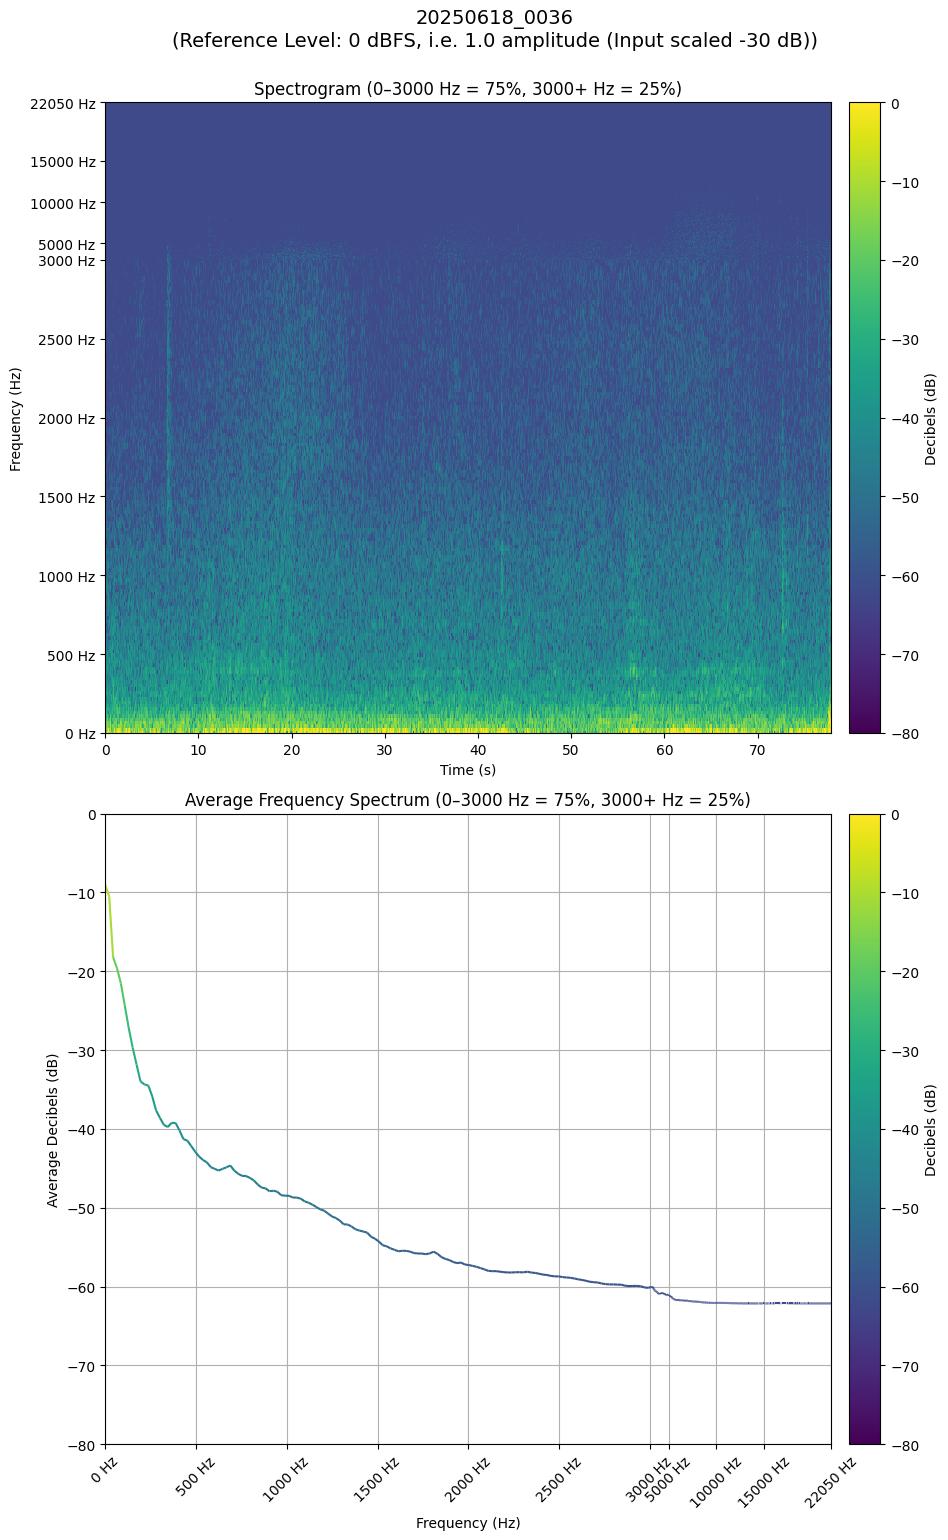 20250618_0036
(Reference Level: 0 dBFS, i.e. 1.0 amplitude (Input scaled -30 dB))
Spectrogram (0–3000 Hz = 75%, 3000+ Hz = 25%)
22050 Hz
15000 Hz
10000 Hz
5000 Hz
3000 Hz
2500 Hz
2000 Hz
1500 Hz
1000 Hz
500 Hz
0 Hz
Frequency (Hz)
0 10 20 30 40 50 60 70
Time (s)
0
−10
−20
−30
−40
−50
−60
−70
−80
Decibels (dB)
Average Frequency Spectrum (0–3000 Hz = 75%, 3000+ Hz = 25%)
0
−10
−20
−30
−40
−50
−60
−70
−80
Average Decibels (dB)
0 Hz 500 Hz 1000 Hz 1500 Hz 2000 Hz 2500 Hz 3000 Hz 5000 Hz 10000 Hz 15000 Hz 22050 Hz
Frequency (Hz)
0
−10
−20
−30
−40
−50
−60
−70
−80
Decibels (dB)